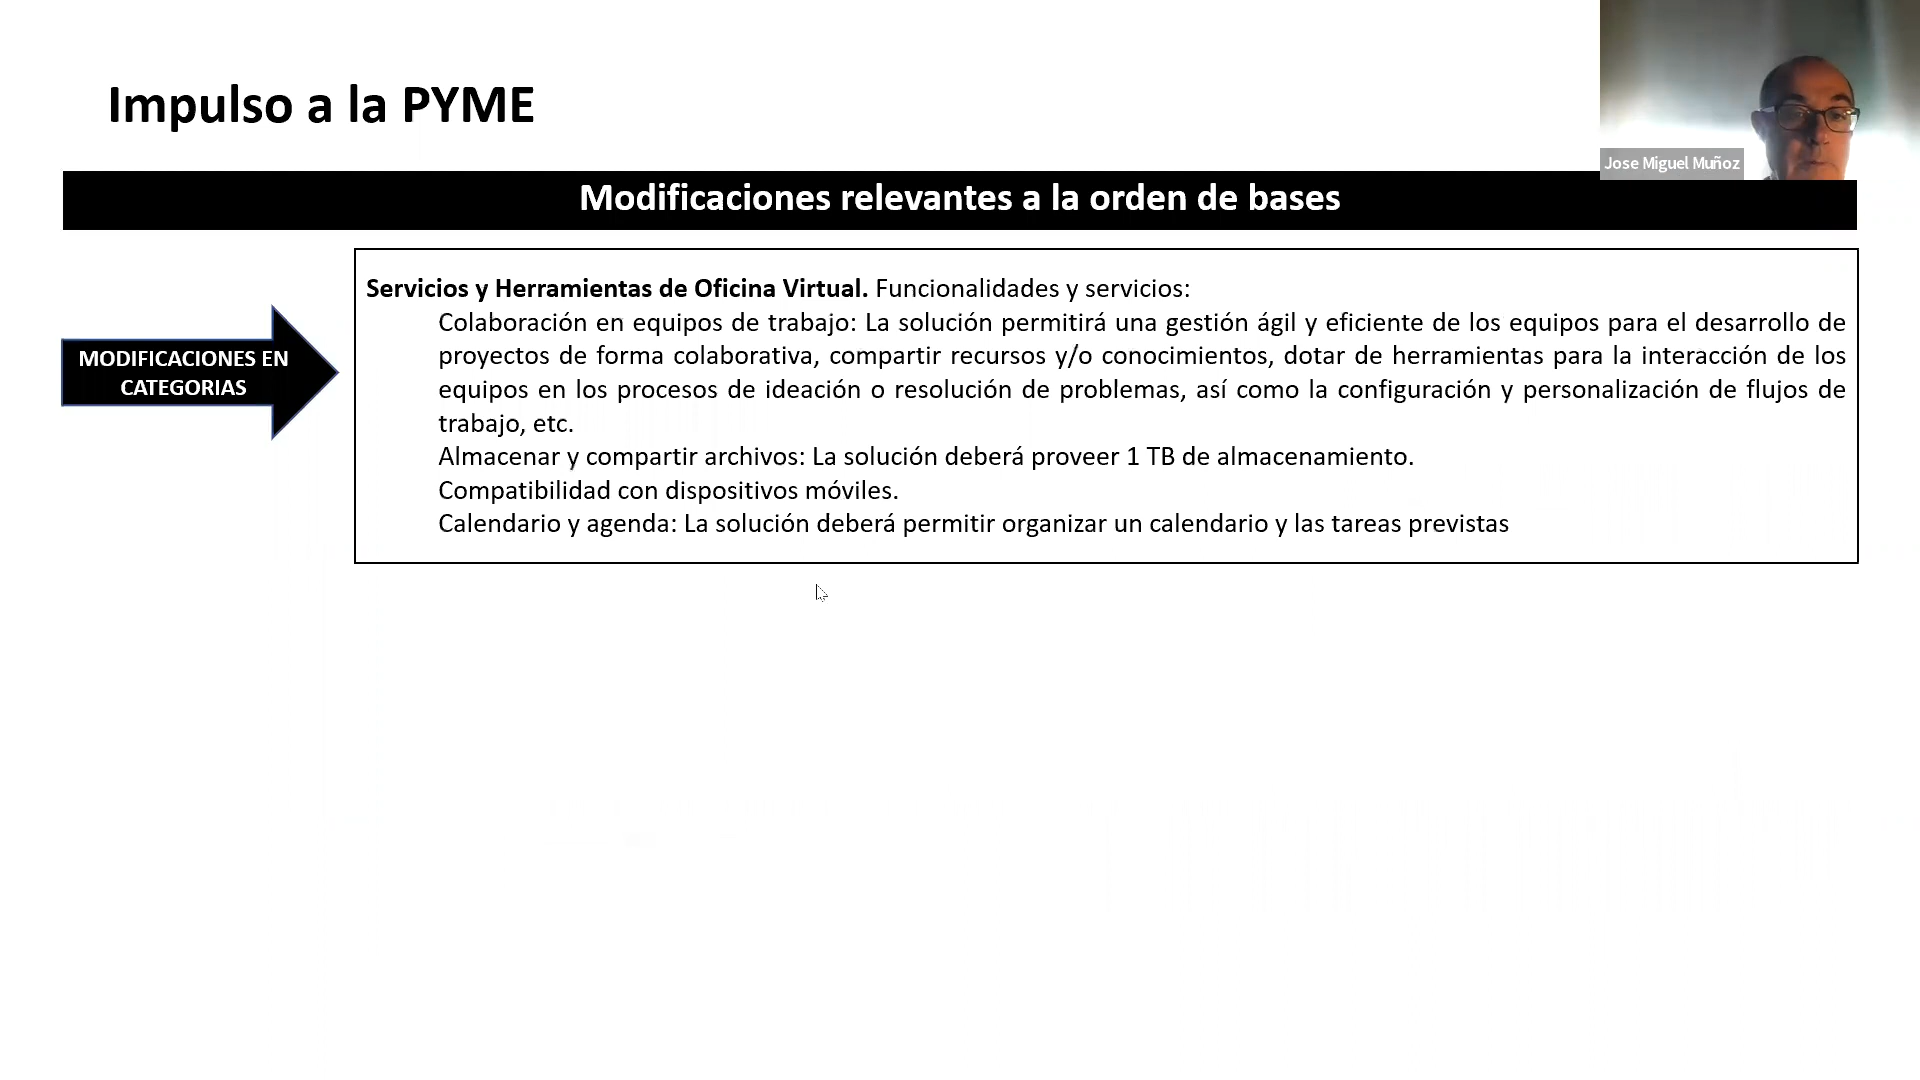 Impulso a la PYME
Jose Miguel Muñoz
Modificaciones relevantes a la orden de bases
MODIFICACIONES EN
CATEGORIAS
Servicios y Herramientas de Oficina Virtual. Funcionalidades y servicios:
Colaboración en equipos de trabajo: La solución permitirá una gestión ágil y eficiente de los equipos para el desarrollo de
proyectos de forma colaborativa, compartir recursos y/o conocimientos, dotar de herramientas para la interacción de los
equipos en los procesos de ideación o resolución de problemas, así como la configuración y personalización de flujos de
trabajo, etc.
Almacenar y compartir archivos: La solución deberá proveer 1 TB de almacenamiento.
Compatibilidad con dispositivos móviles.
Calendario y agenda: La solución deberá permitir organizar un calendario y las tareas previstas